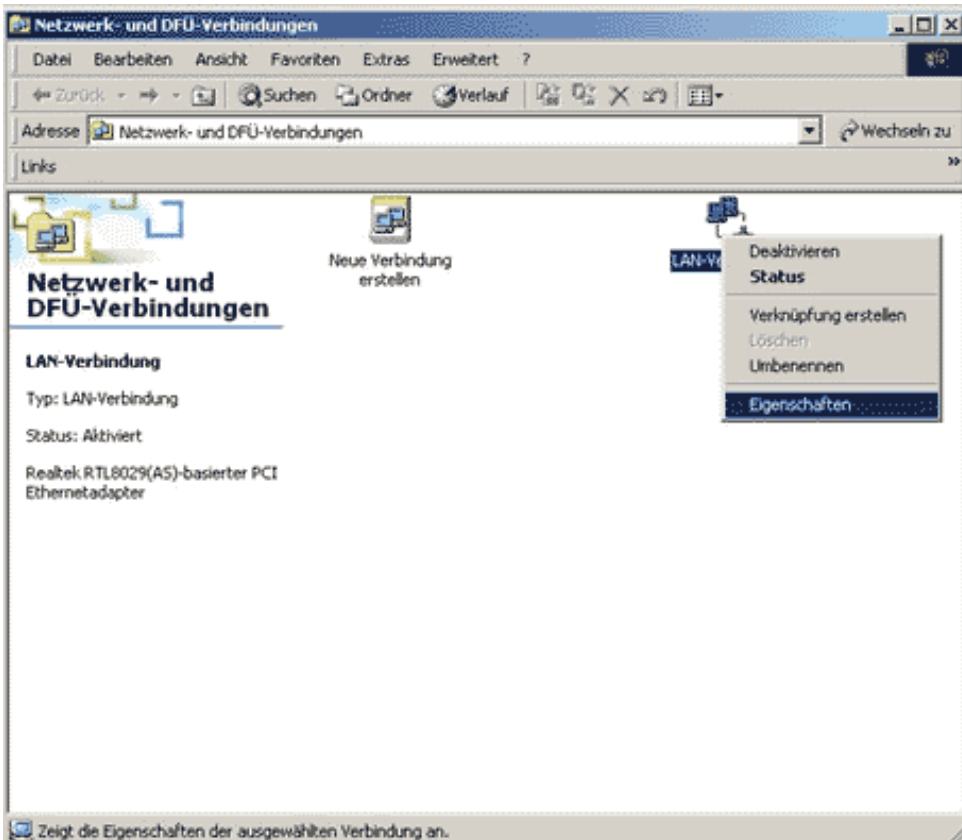 Netzwerk- und DFÜ-Verbindungen
Datei Bearbeiten Ansicht Favoriten Extras Erweitert ?
Zurück Suchen Ordner Verlauf
Adresse Netzwerk- und DFÜ-Verbindungen Wechseln zu
Links »
Netzwerk- und
DFÜ-Verbindungen
LAN-Verbindung
Typ: LAN-Verbindung
Status: Aktiviert
Realtek RTL8029(AS)-basierter PCI
Ethernetadapter
Neue Verbindung
erstellen
LAN-Ve
Deaktivieren
Status
Verknüpfung erstellen
Löschen
Umbenennen
Eigenschaften
Zeigt die Eigenschaften der ausgewählten Verbindung an.